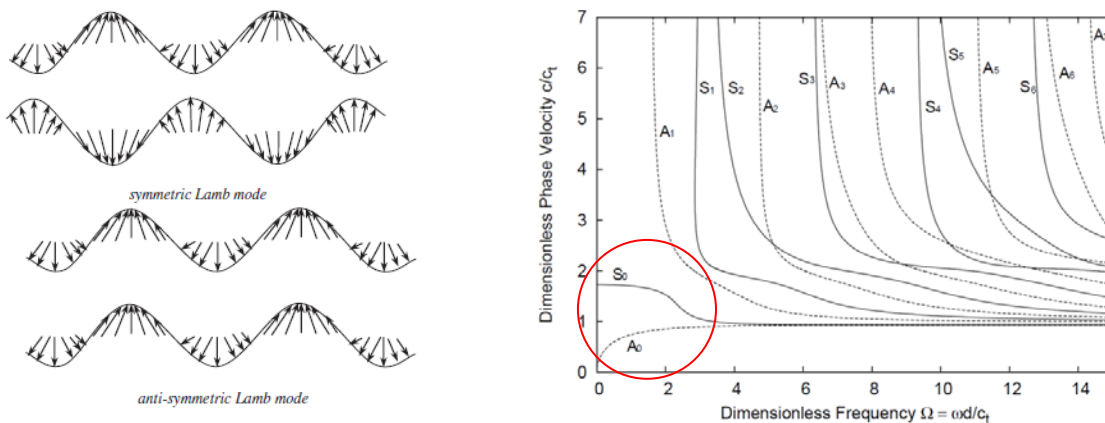 symmetric Lamb mode
anti-symmetric Lamb mode
Dimensionless Phase Velocity c/cₜ
7
6
5
4
3
2
1
0
A₁
S₁
S₂
A₂
S₃
A₃
A₄
S₄
S₅
A₅
S₆
A₆
S₀
A₀
0
2
4
6
8
10
12
14
Dimensionless Frequency Ω = ωd/cₜ